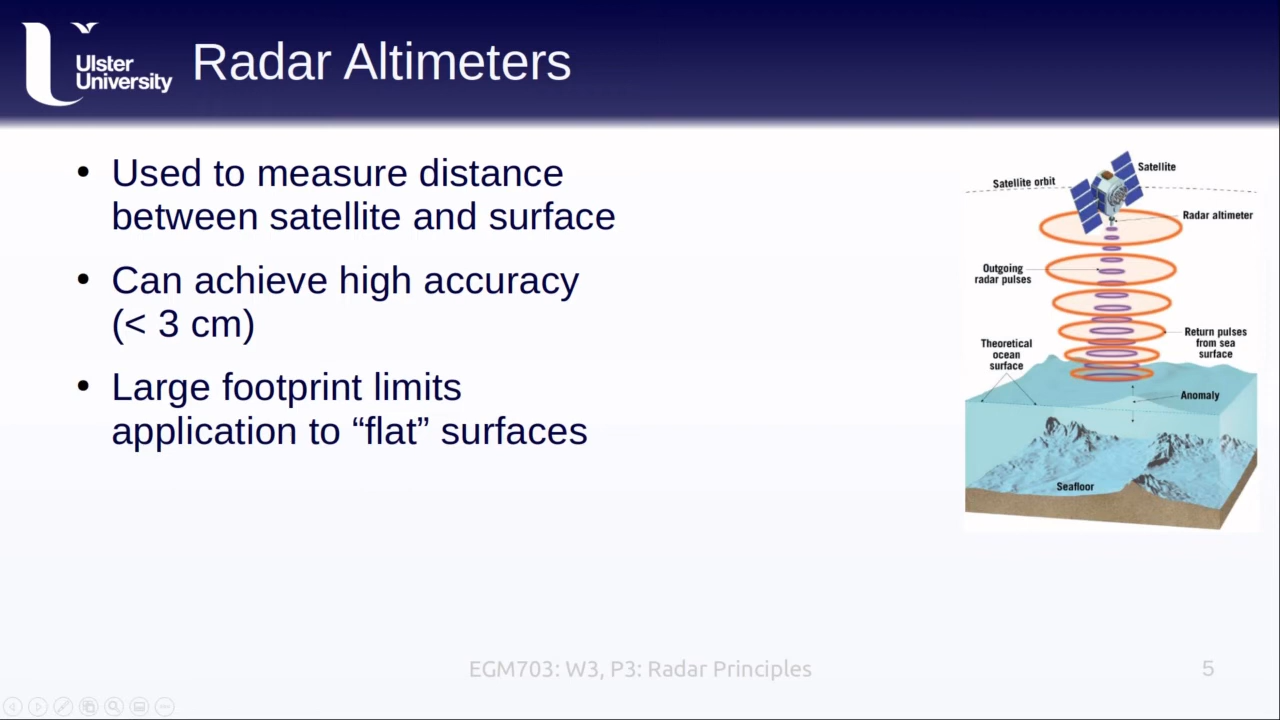 Ulster
University
Radar Altimeters
• Used to measure distance
between satellite and surface
• Can achieve high accuracy
(< 3 cm)
• Large footprint limits
application to “flat” surfaces
Satellite
Satellite orbit
Radar altimeter
Outgoing
radar pulses
Return pulses
from sea
surface
Theoretical
ocean
surface
Anomaly
Seafloor
EGM703: W3, P3: Radar Principles
5